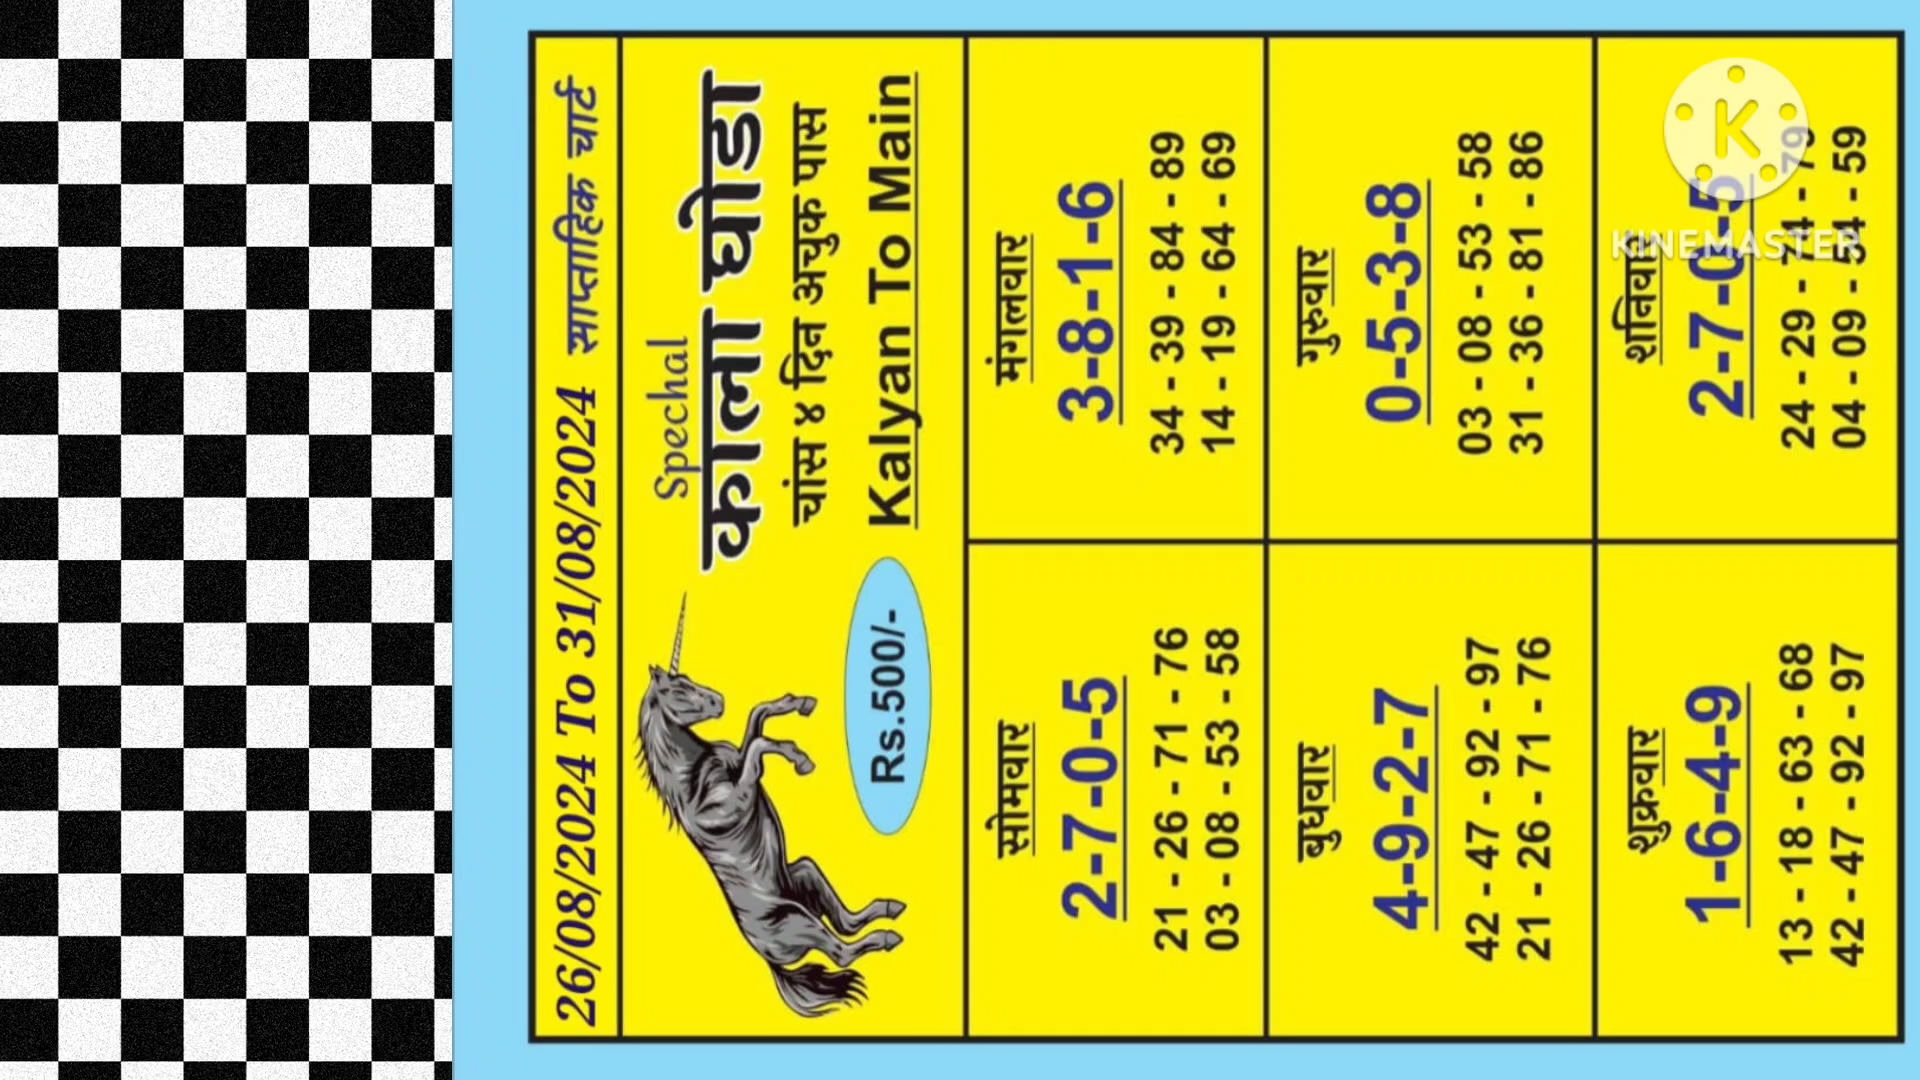 26/08/2024 To 31/08/2024 साप्ताहिक चार्ट
Spechal
काला घोडा
चांस ४ दिन अचुक पास
Rs.500/-
Kalyan To Main
सोमवार
2-7-0-5
21 - 26 - 71 - 76
03 - 08 - 53 - 58
मंगलवार
3-8-1-6
34 - 39 - 84 - 89
14 - 19 - 64 - 69
बुधवार
4-9-2-7
42 - 47 - 92 - 97
21 - 26 - 71 - 76
गुरुवार
0-5-3-8
03 - 08 - 53 - 58
31 - 36 - 81 - 86
शुक्रवार
1-6-4-9
13 - 18 - 63 - 68
42 - 47 - 92 - 97
शनिवार
2-7-0-5
24 - 29 - 74 - 79
04 - 09 - 54 - 59
K
KINEMASTER